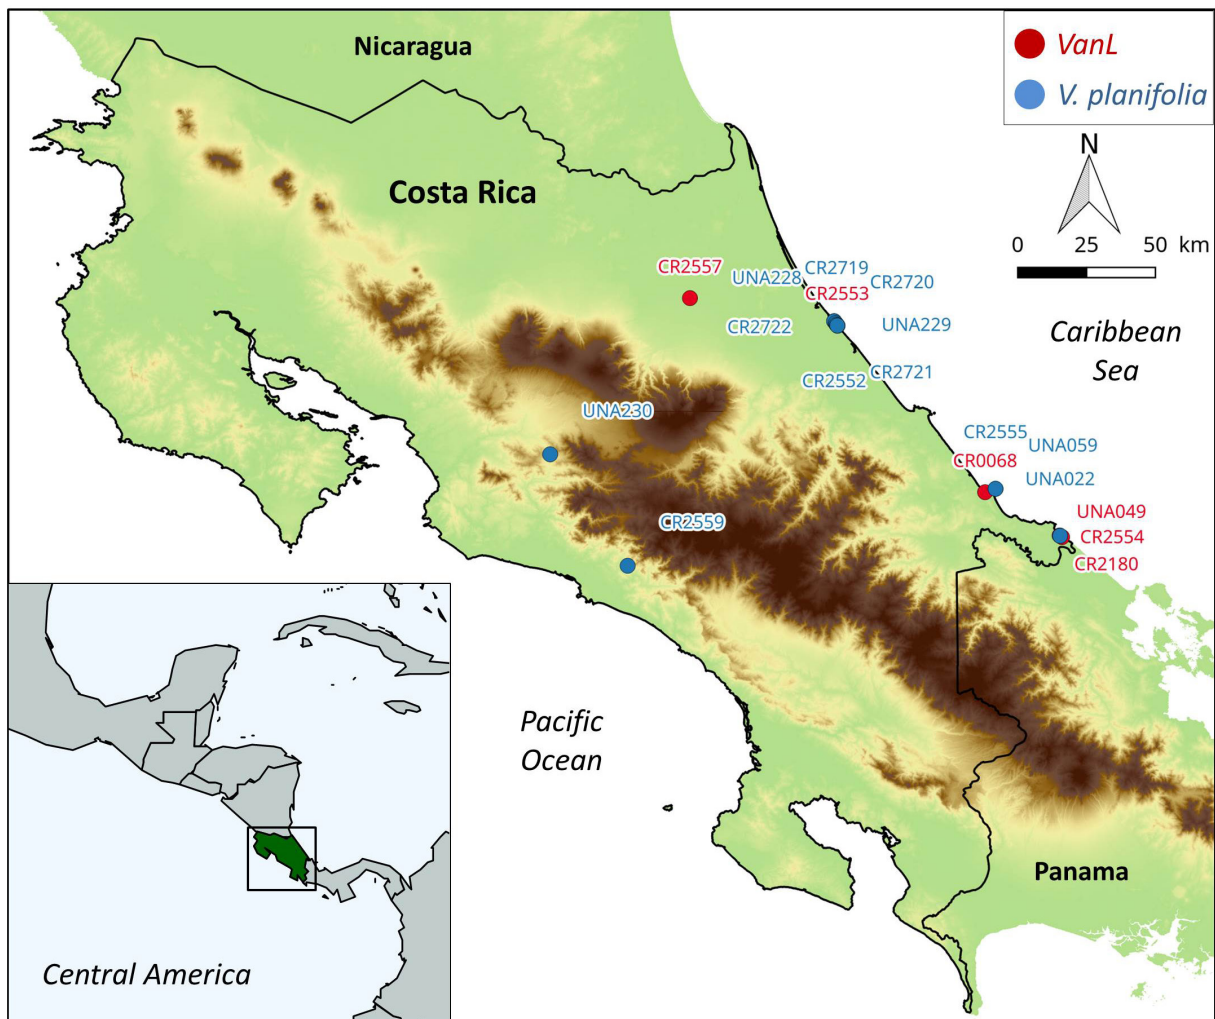 Nicaragua
VanL
V. planifolia
N
Costa Rica
0 25 50 km
CR2557
UNA228
CR2719
CR2720
CR2553
CR2722
UNA229
Caribbean
Sea
CR2552
CR2721
UNA230
CR2555
UNA059
CR0068
UNA022
UNA049
CR2559
CR2554
CR2180
Pacific
Ocean
Panama
Central America